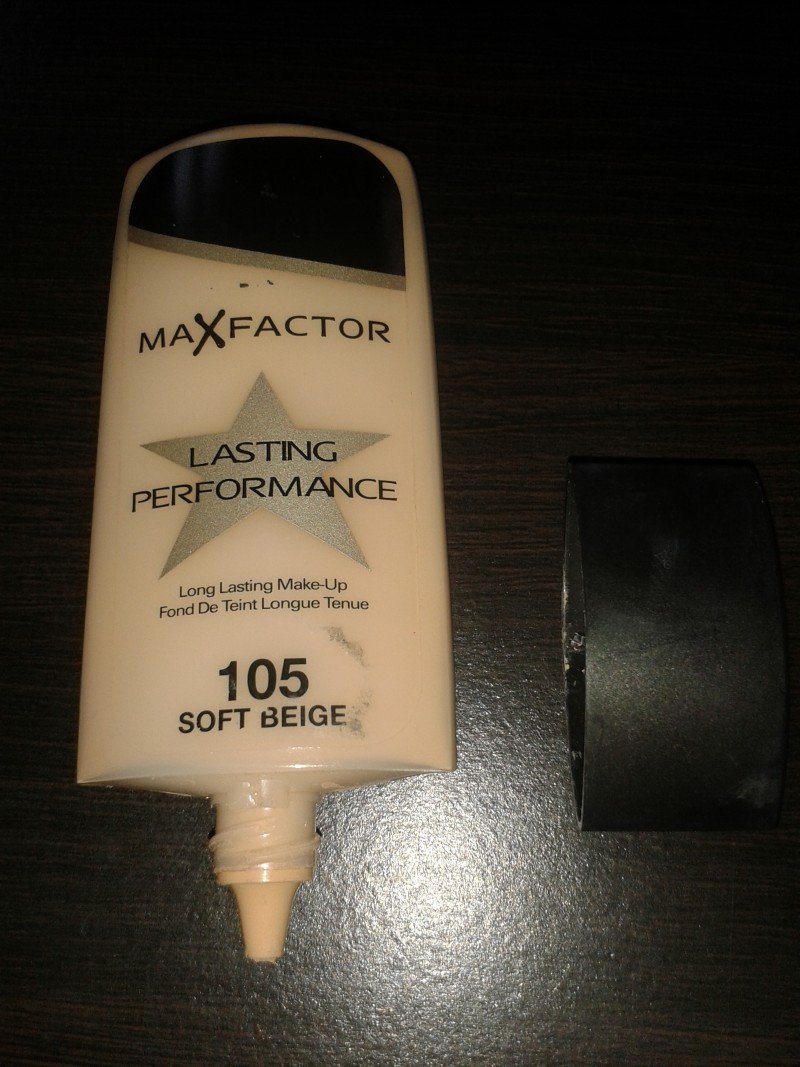 MAXFACTOR
LASTING
PERFORMANCE
Long Lasting Make-Up
Fond De Teint Longue Tenue
105
SOFT BEIGE